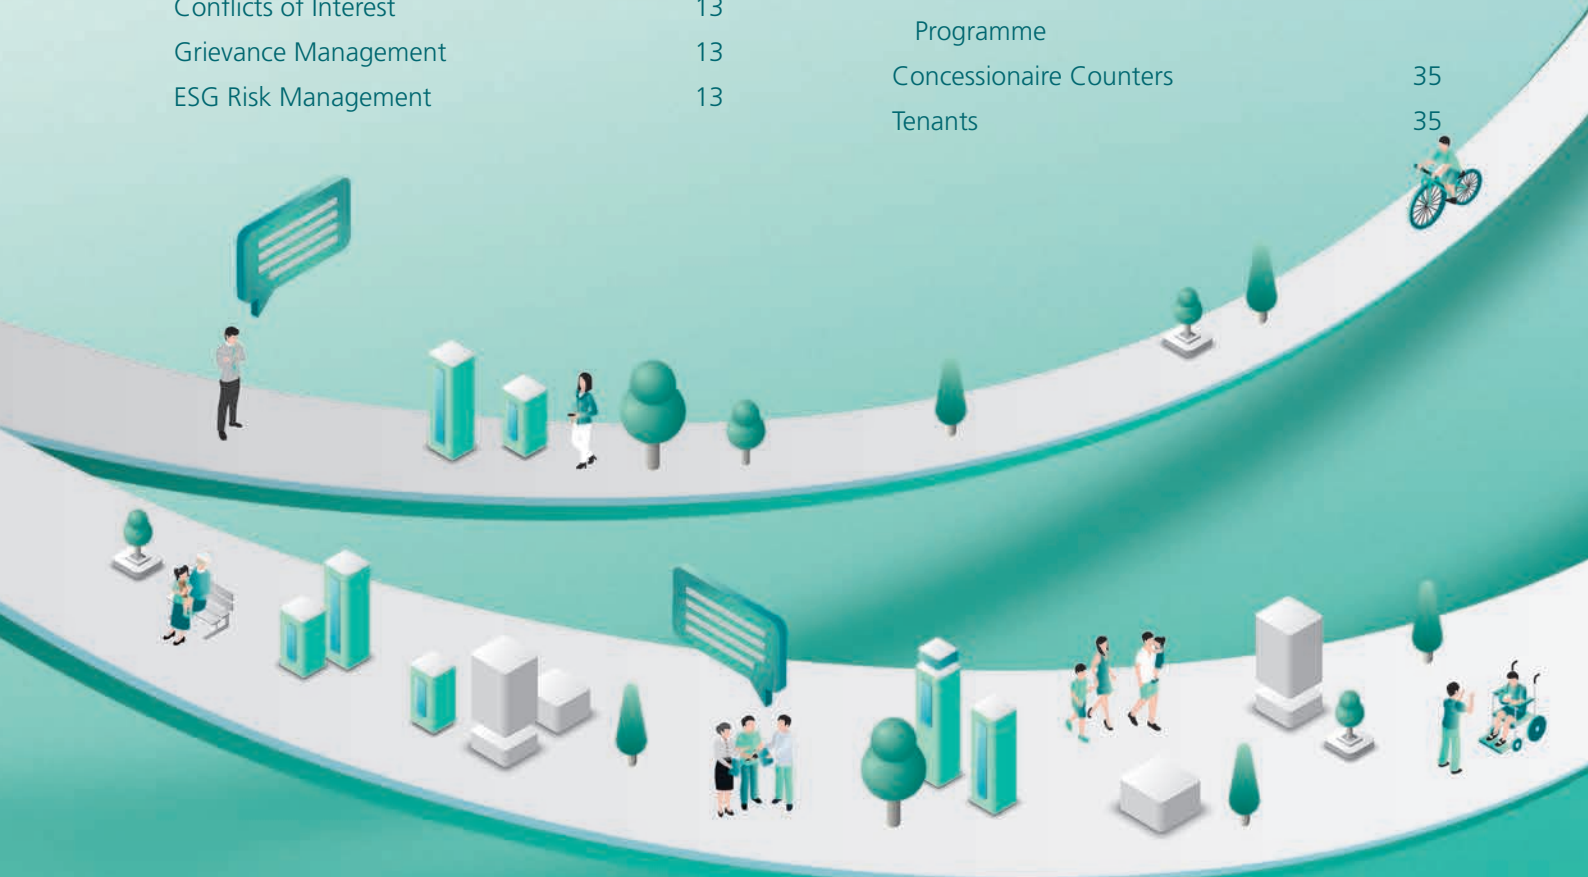 Conflicts of Interest 13
Grievance Management 13
ESG Risk Management 13
Programme
Concessionaire Counters 35
Tenants 35